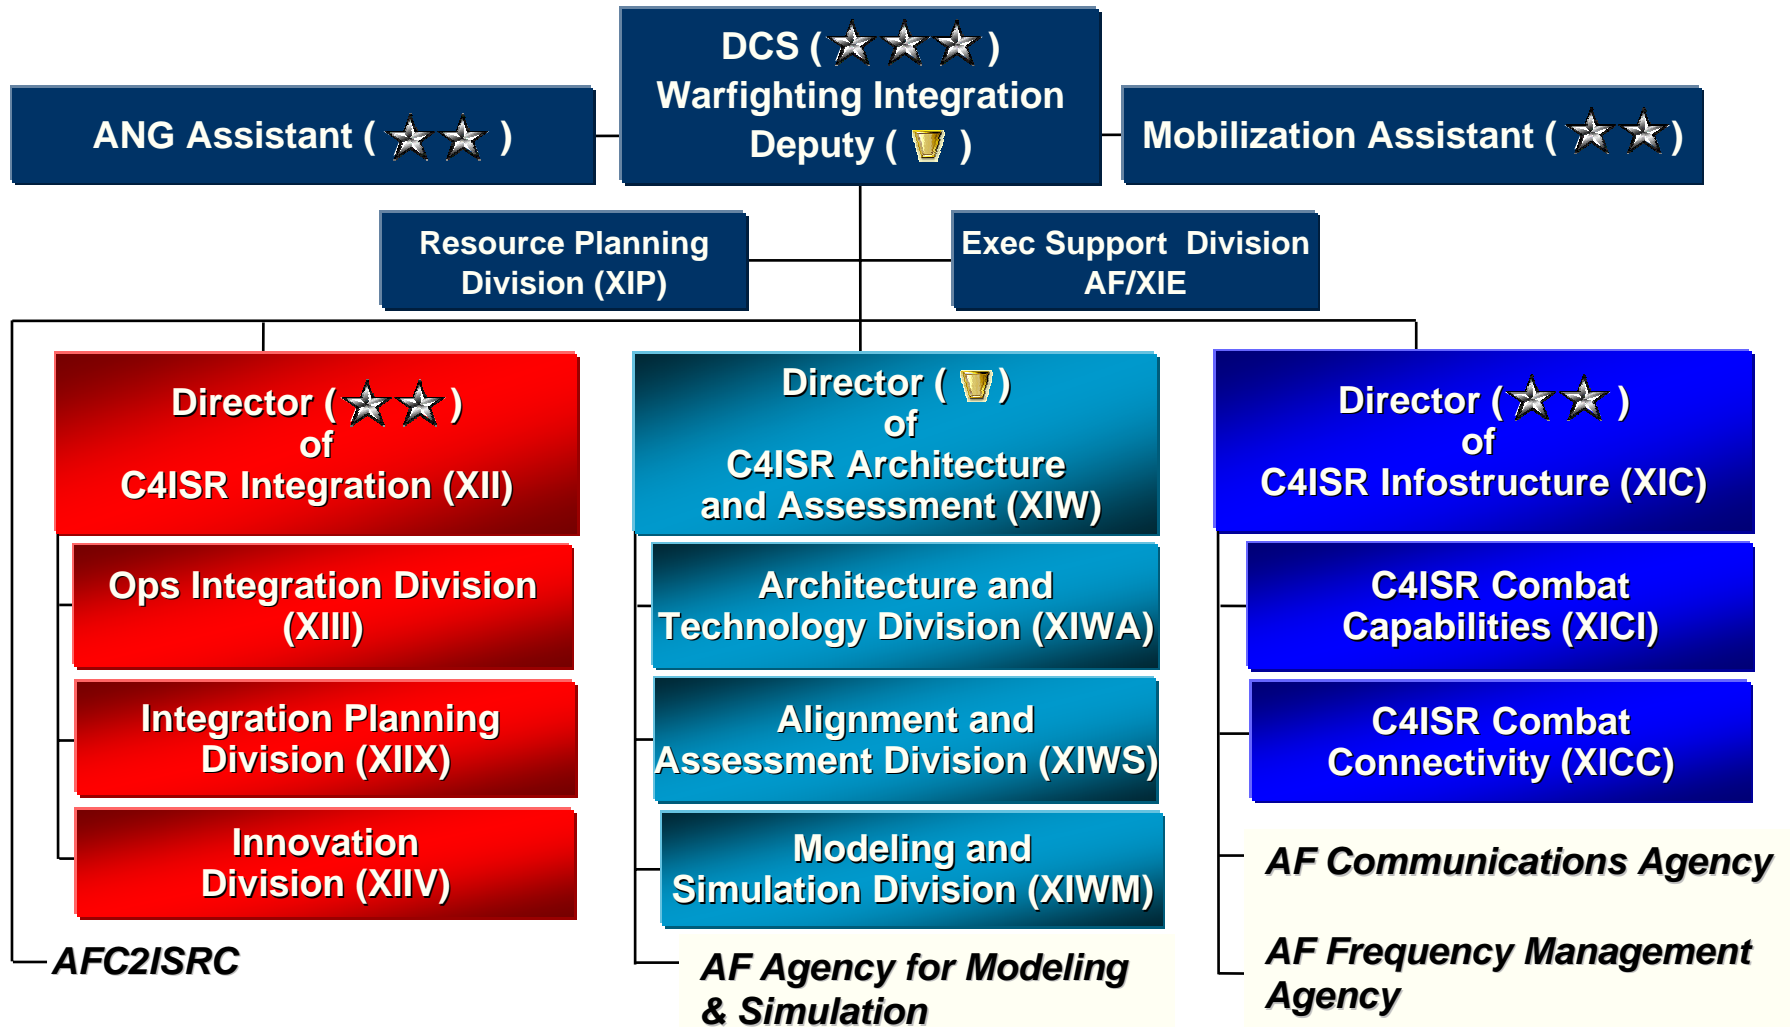 DCS ( )
Warfighting Integration
Deputy ( )
ANG Assistant ( )
Mobilization Assistant ( )
Resource Planning
Division (XIP)
Exec Support Division
AF/XIE
Director ( )
of
C4ISR Integration (XII)
Ops Integration Division
(XIII)
Integration Planning
Division (XIIX)
Innovation
Division (XIIV)
AFC2ISRC
Director ( )
of
C4ISR Architecture
and Assessment (XIW)
Architecture and
Technology Division (XIWA)
Alignment and
Assessment Division (XIWS)
Modeling and
Simulation Division (XIWM)
AF Agency for Modeling
& Simulation
Director ( )
of
C4ISR Infostructure (XIC)
C4ISR Combat
Capabilities (XICI)
C4ISR Combat
Connectivity (XICC)
AF Communications Agency
AF Frequency Management
Agency